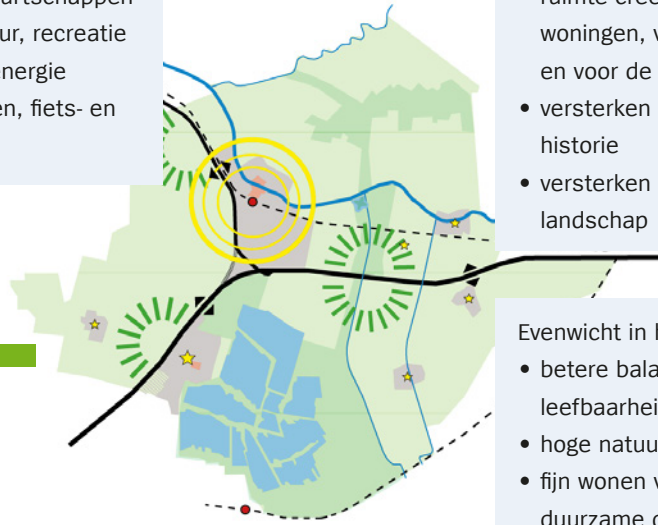 ur, recreatie
energie
en, fiets- en
woningen, v
en voor de
• versterken
historie
• versterken
landschap
Evenwicht in h
• betere bala
leefbaarhei
• hoge natuu
• fijn wonen v
duurzame o